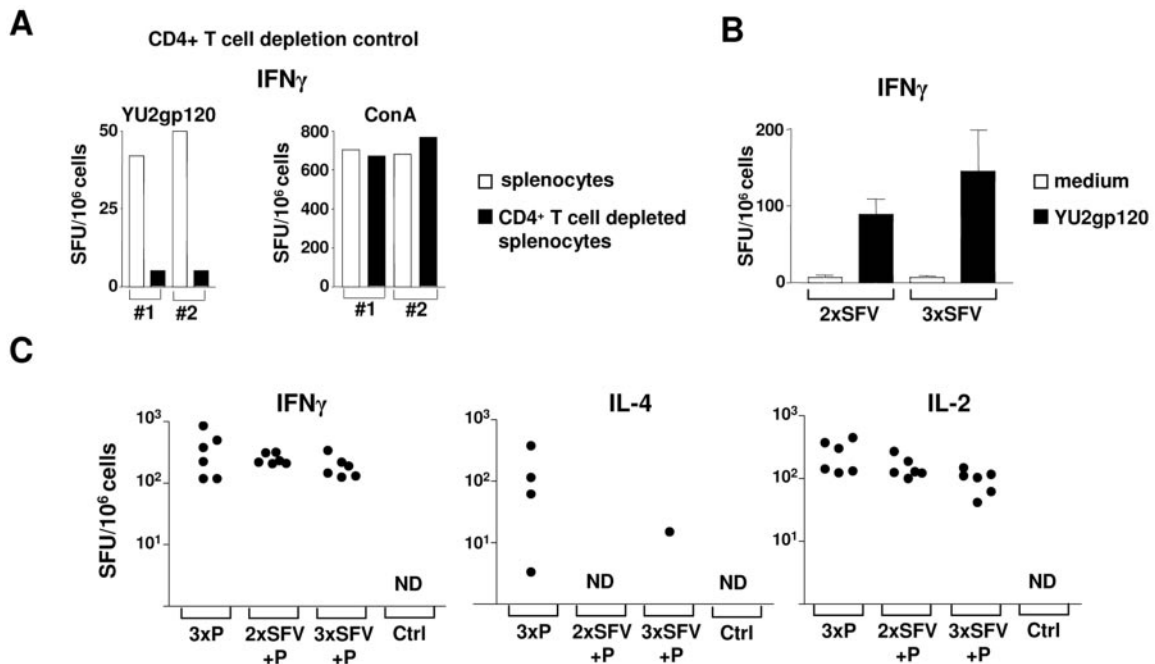 A
CD4+ T cell depletion control
IFNγ
YU2gp120
ConA
SFU/10⁶ cells
50
25
0
#1 #2
SFU/10⁶ cells
800
600
400
200
0
#1 #2
splenocytes
CD4⁺ T cell depleted
splenocytes
B
IFNγ
SFU/10⁶ cells
200
100
0
2xSFV 3xSFV
medium
YU2gp120
C
IFNγ
SFU/10⁶ cells
10³
10²
10¹
ND
3xP 2xSFV 3xSFV Ctrl
+P +P
IL-4
10³
10²
10¹
ND ND
3xP 2xSFV 3xSFV Ctrl
+P +P
IL-2
10³
10²
10¹
ND
3xP 2xSFV 3xSFV Ctrl
+P +P